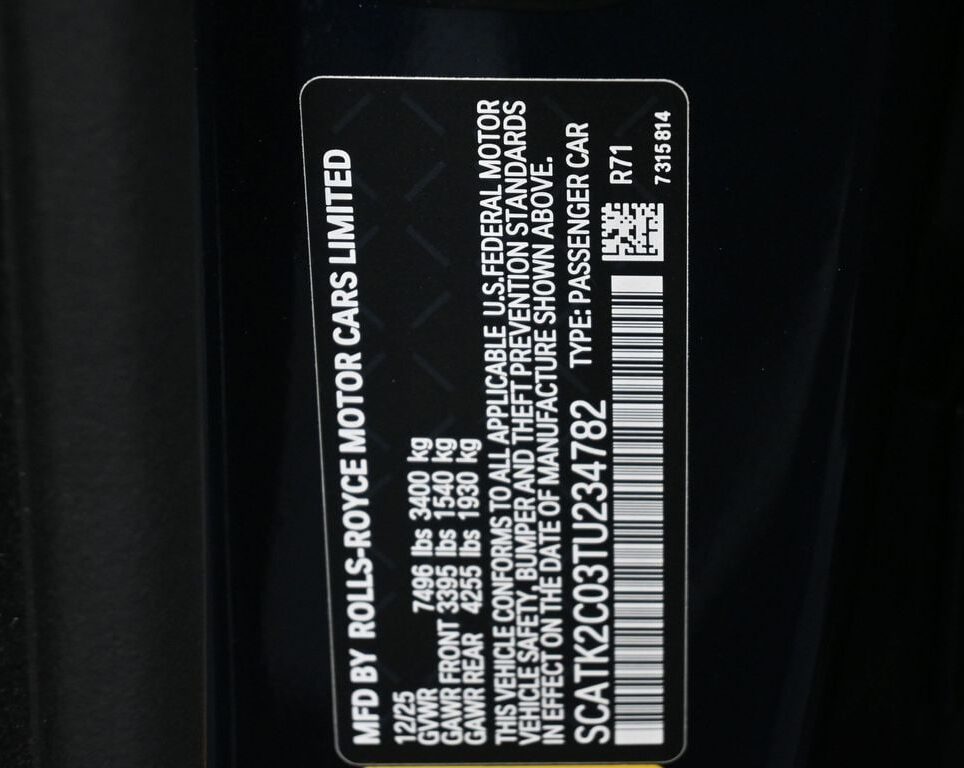 MFD BY ROLLS-ROYCE MOTOR CARS LIMITED
12/25
GVWR 7496 lbs 3400 kg
GAWR FRONT 3395 lbs 1540 kg
GAWR REAR 4255 lbs 1930 kg
THIS VEHICLE CONFORMS TO ALL APPLICABLE U.S.FEDERAL MOTOR
VEHICLE SAFETY, BUMPER AND THEFT PREVENTION STANDARDS
IN EFFECT ON THE DATE OF MANUFACTURE SHOWN ABOVE.
SCATK2C03TU234782 TYPE: PASSENGER CAR
R71
7315814